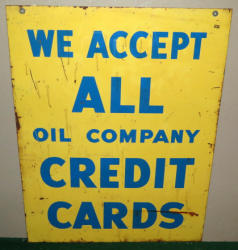 WE ACCEPT
ALL
OIL COMPANY
CREDIT
CARDS